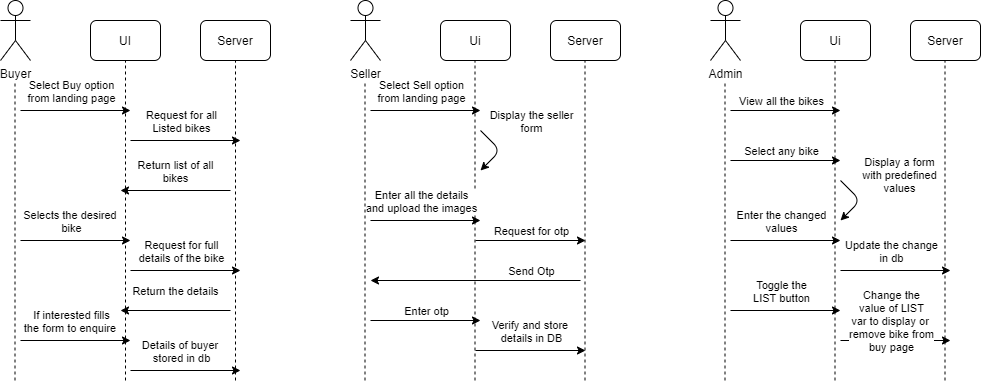 UI
Server
Buyer
Select Buy option
from landing page
Request for all
Listed bikes
Return list of all
bikes
Selects the desired
bike
Request for full
details of the bike
Return the details
If interested fills
the form to enquire
Details of buyer
stored in db
Ui
Server
Seller
Select Sell option
from landing page
Display the seller
form
Enter all the details
and upload the images
Request for otp
Send Otp
Enter otp
Verify and store
details in DB
Ui
Server
Admin
View all the bikes
Select any bike
Display a form
with predefined
values
Enter the changed
values
Update the change
in db
Toggle the
LIST button
Change the
value of LIST
var to display or
remove bike from
buy page